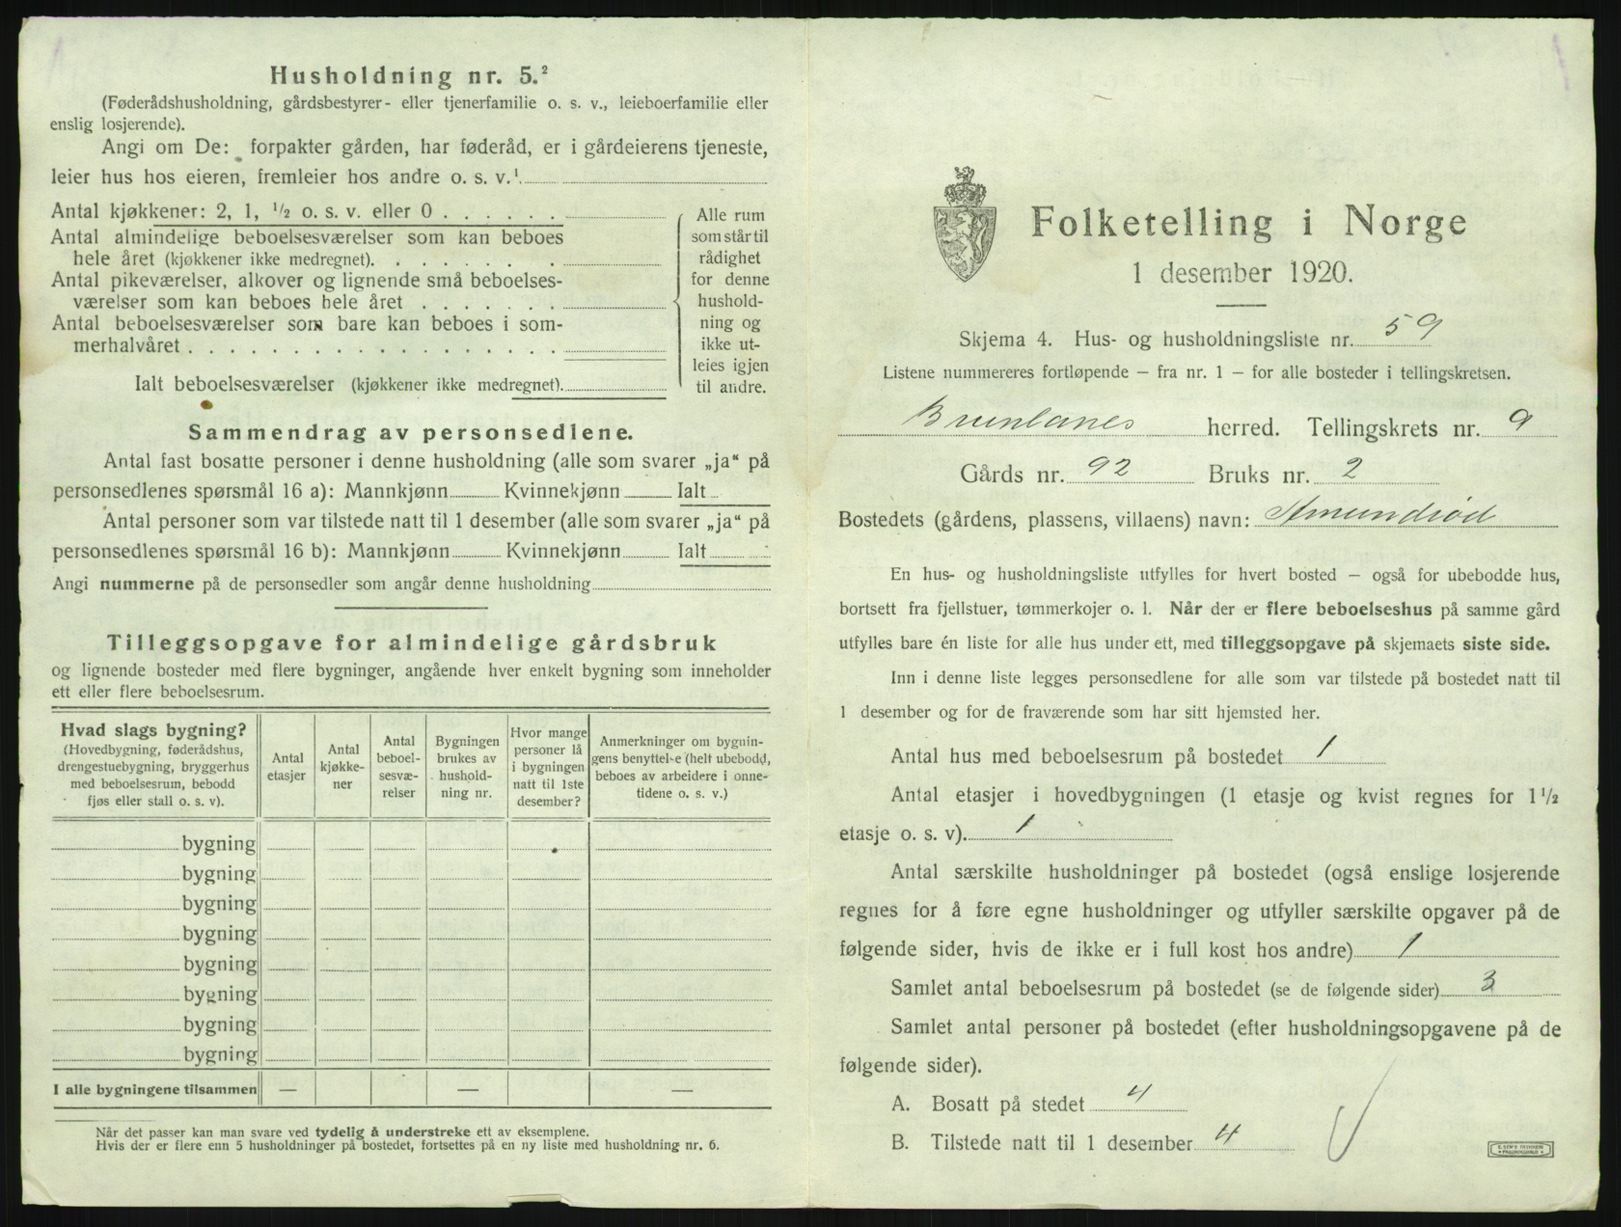 Husholdning nr. 5.²
(Føderådshusholdning, gårdsbestyrer- eller tjenerfamilie o. s. v., leieboerfamilie eller
enslig losjerende).
Angi om De: forpakter gården, har føderåd, er i gårdeierens tjeneste,
leier hus hos eieren, fremleier hos andre o. s. v.¹
Antal kjøkkener: 2, 1, ½ o. s. v. eller 0 . . . . . .
Antal almindelige beboelsesværelser som kan beboes
hele året (kjøkkener ikke medregnet). . . . . . . .
Antal pikeværelser, alkover og lignende små beboelses-
værelser som kan beboes hele året . . . . . . .
Antal beboelsesværelser som bare kan beboes i som-
merhalvåret . . . . . . . . . . . . . . . . . .
Ialt beboelsesværelser (kjøkkener ikke medregnet).
Alle rum
som står til
rådighet
for denne
hushold-
ning og
ikke ut-
leies igjen
til andre.
Sammendrag av personsedlene.
Antal fast bosatte personer i denne husholdning (alle som svarer „ja“ på
personsedlenes spørsmål 16 a): Mannkjønn Kvinnekjønn Ialt
Antal personer som var tilstede natt til 1 desember (alle som svarer „ja“ på
personsedlenes spørsmål 16 b): Mannkjønn Kvinnekjønn Ialt
Angi nummerne på de personsedler som angår denne husholdning
Tilleggsopgave for almindelige gårdsbruk
og lignende bosteder med flere bygninger, angående hver enkelt bygning som inneholder
ett eller flere beboelsesrum.
Hvad slags bygning?
(Hovedbygning, føderådshus,
drengestuebygning, bryggerhus
med beboelsesrum, bebodd
fjøs eller stall o. s. v).
Antal
etasjer
Antal
kjøkke-
ner
Antal
beboel-
sesvæ-
relser
Bygningen
brukes av
hushold-
ning nr.
Hvor mange
personer lå
i bygningen
natt til 1ste
desember?
Anmerkninger om bygnin-
gens benyttelse (helt ubebodd,
beboes av arbeidere i onne-
tidene o. s. v.)
bygning
bygning
bygning
bygning
bygning
bygning
bygning
bygning
I alle bygningene tilsammen — — —
Når det passer kan man svare ved tydelig å understreke ett av eksemplene.
Hvis der er flere enn 5 husholdninger på bostedet, fortsettes på en ny liste med husholdning nr. 6.
Folketelling i Norge
1 desember 1920.
Skjema 4. Hus- og husholdningsliste nr. 59
Listene nummereres fortløpende — fra nr. 1 — for alle bosteder i tellingskretsen.
Brunlanes herred. Tellingskrets nr. 9
Gårds nr. 92 Bruks nr. 2
Bostedets (gårdens, plassens, villaens) navn: Amundrød
En hus- og husholdningsliste utfylles for hvert bosted — også for ubebodde hus,
bortsett fra fjellstuer, tømmerkojer o. l. Når der er flere beboelseshus på samme gård
utfylles bare én liste for alle hus under ett, med tilleggsopgave på skjemaets siste side.
Inn i denne liste legges personsedlene for alle som var tilstede på bostedet natt til
1 desember og for de fraværende som har sitt hjemsted her.
Antal hus med beboelsesrum på bostedet 1
Antal etasjer i hovedbygningen (1 etasje og kvist regnes for 1½
etasje o. s. v). 1
Antal særskilte husholdninger på bostedet (også enslige losjerende
regnes for å føre egne husholdninger og utfyller særskilte opgaver på de
følgende sider, hvis de ikke er i full kost hos andre) 1
Samlet antal beboelsesrum på bostedet (se de følgende sider) 3
Samlet antal personer på bostedet (efter husholdningsopgavene på de
følgende sider).
A. Bosatt på stedet 4
B. Tilstede natt til 1 desember 4